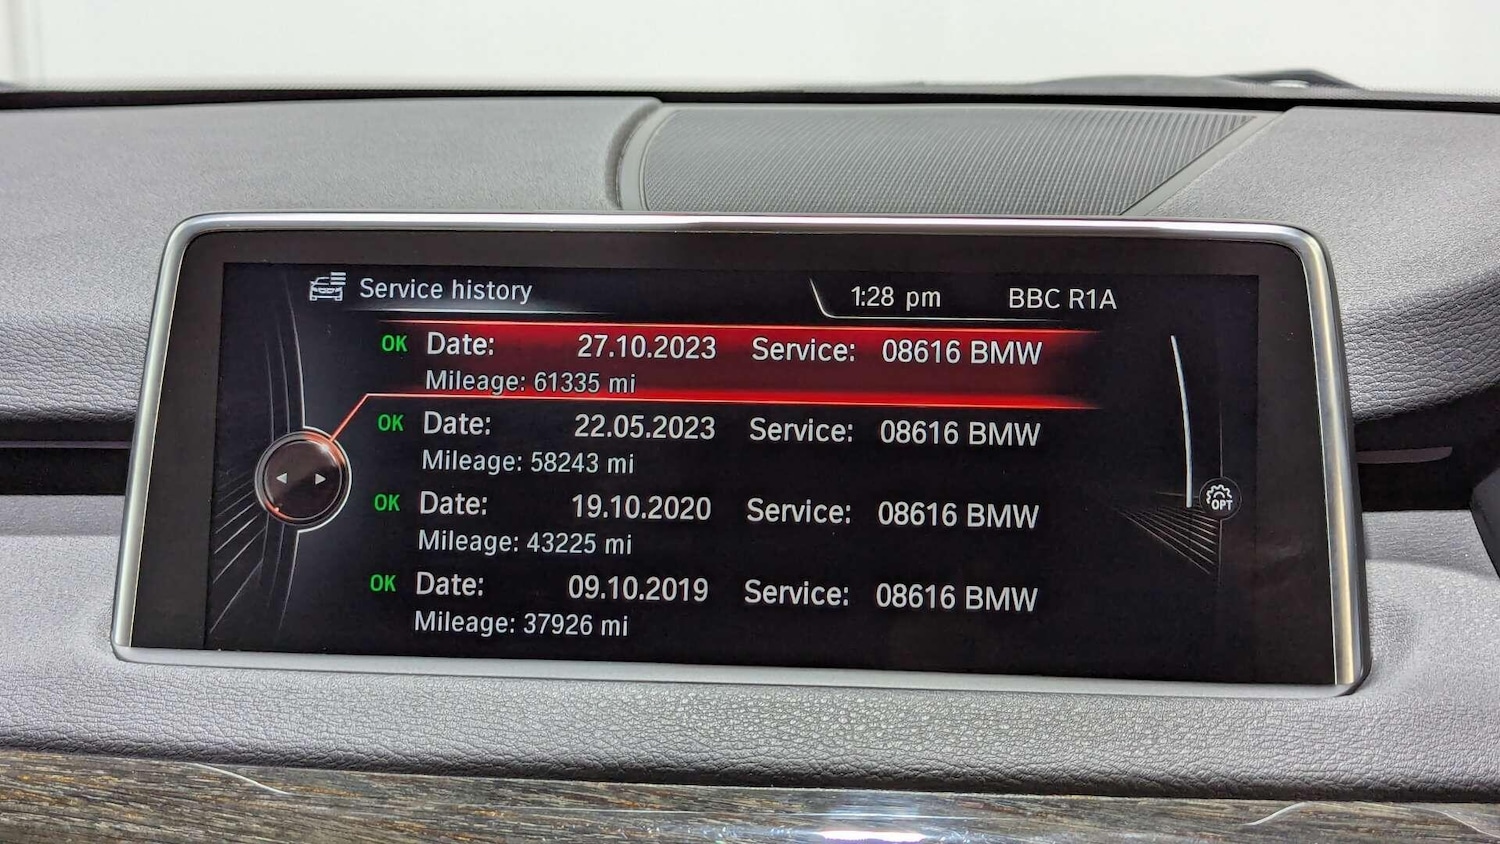 Service history 1:28 pm BBC R1A
OK Date: 27.10.2023 Service: 08616 BMW
Mileage: 61335 mi
OK Date: 22.05.2023 Service: 08616 BMW
Mileage: 58243 mi
OK Date: 19.10.2020 Service: 08616 BMW
Mileage: 43225 mi
OPT
OK Date: 09.10.2019 Service: 08616 BMW
Mileage: 37926 mi